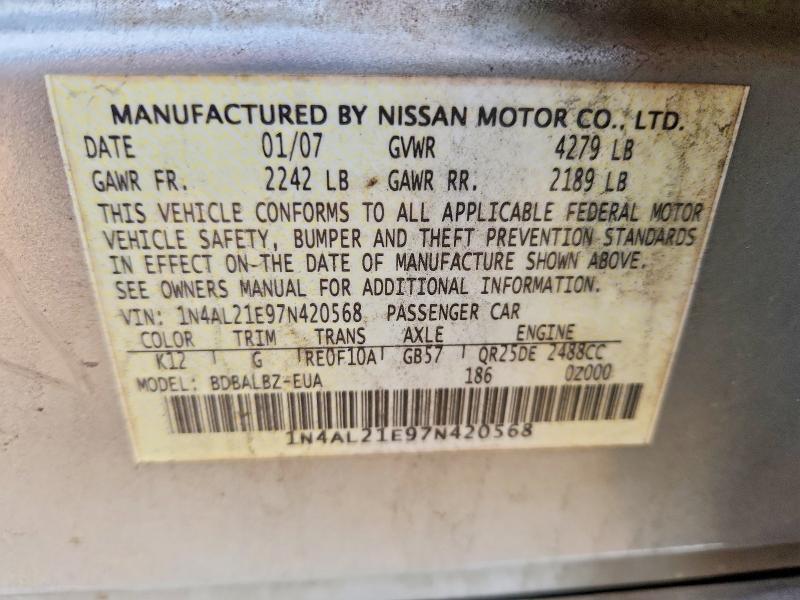 MANUFACTURED BY NISSAN MOTOR CO., LTD.
DATE 01/07 GVWR 4279 LB
GAWR FR. 2242 LB GAWR RR. 2189 LB
THIS VEHICLE CONFORMS TO ALL APPLICABLE FEDERAL MOTOR
VEHICLE SAFETY, BUMPER AND THEFT PREVENTION STANDARDS
IN EFFECT ON THE DATE OF MANUFACTURE SHOWN ABOVE.
SEE OWNERS MANUAL FOR ADDITIONAL INFORMATION.
VIN: 1N4AL21E97N420568 PASSENGER CAR
COLOR TRIM TRANS AXLE ENGINE
K12 G RE0F10A GB57 QR25DE 2488CC
MODEL: BDBALBZ-EUA 186 0Z000
1N4AL21E97N420568